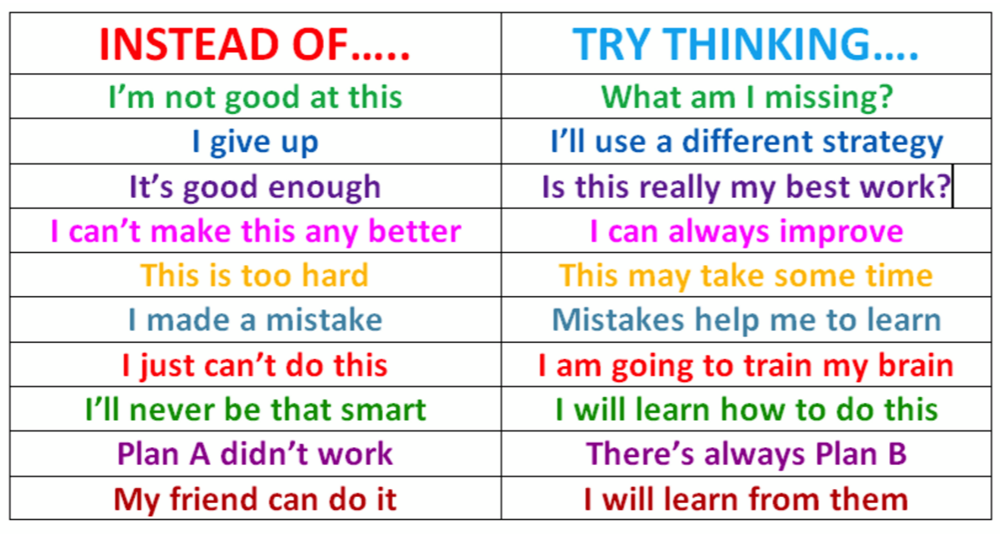 INSTEAD OF….. TRY THINKING….
I’m not good at this What am I missing?
I give up I’ll use a different strategy
It’s good enough Is this really my best work?
I can’t make this any better I can always improve
This is too hard This may take some time
I made a mistake Mistakes help me to learn
I just can’t do this I am going to train my brain
I’ll never be that smart I will learn how to do this
Plan A didn’t work There’s always Plan B
My friend can do it I will learn from them